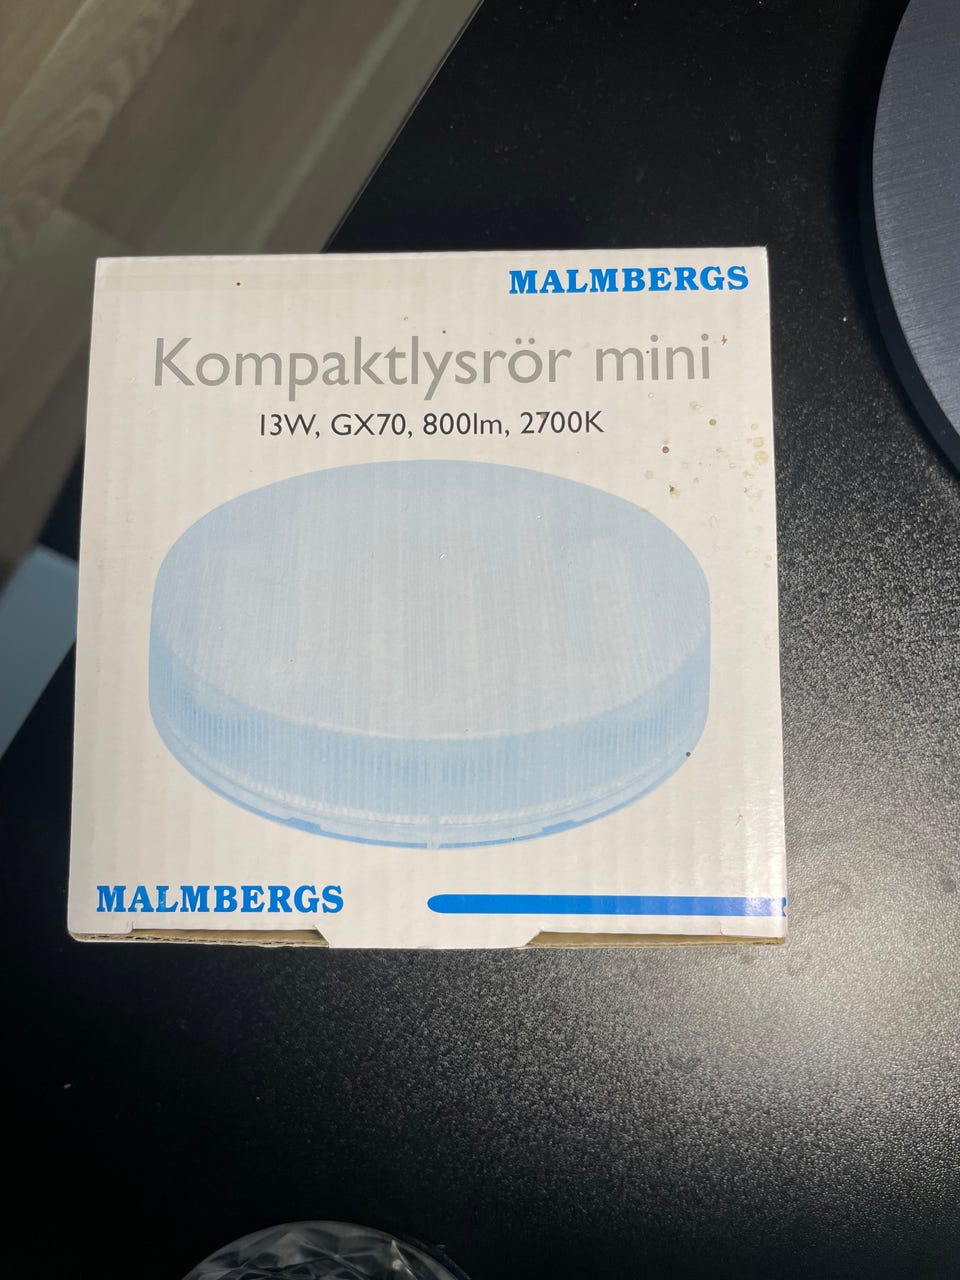 MALMBERGS
Kompaktlysrör mini
13W, GX70, 800lm, 2700K
MALMBERGS